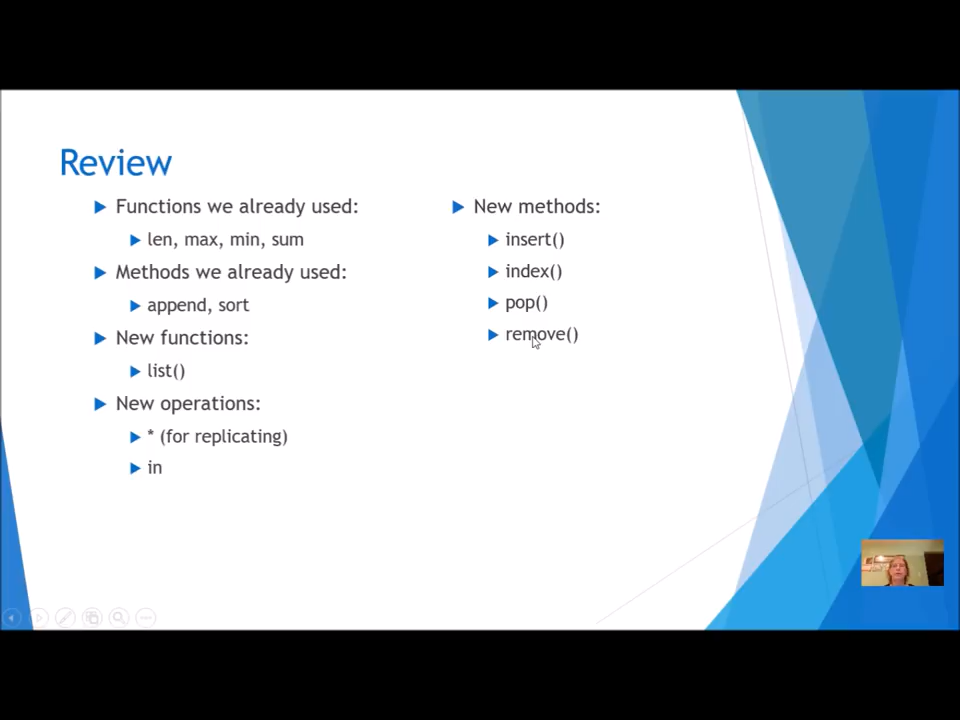 Review
Functions we already used:
len, max, min, sum
Methods we already used:
append, sort
New functions:
list()
New operations:
* (for replicating)
in
New methods:
insert()
index()
pop()
remove()